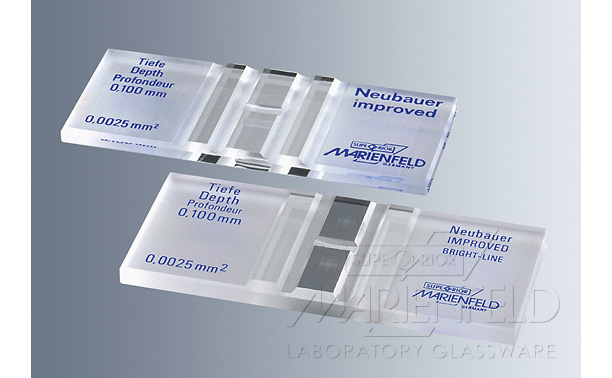 Tiefe
Depth
Profondeur
0,100 mm
0,0025 mm²
Neubauer
improved
SUPERIOR
MARIENFELD
GERMANY
Tiefe
Depth
Profondeur
0,100 mm
0,0025 mm²
Neubauer
IMPROVED
BRIGHT-LINE
SUPERIOR
MARIENFELD
GERMANY
SUPERIOR
MARIENFELD
LABORATORY GLASSWARE